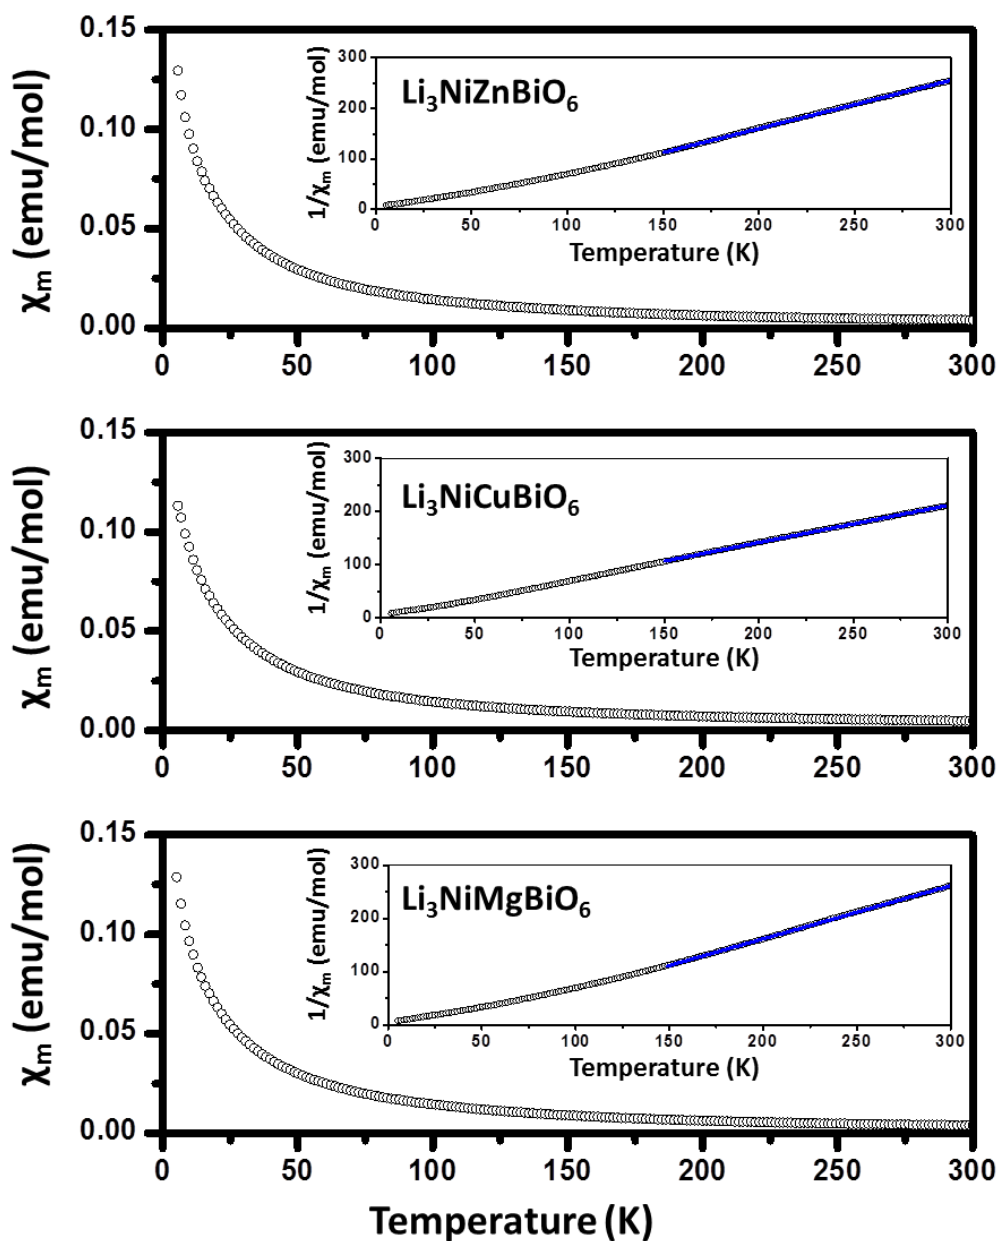 χₘ (emu/mol)
0.15
0.10
0.05
0.00
0 50 100 150 200 250 300
Li₃NiZnBiO₆
1/χₘ (emu/mol)
300
200
100
0
0 50 100 150 200 250 300
Temperature (K)
χₘ (emu/mol)
0.15
0.10
0.05
0.00
0 50 100 150 200 250 300
Li₃NiCuBiO₆
1/χₘ (emu/mol)
300
200
100
0
0 50 100 150 200 250 300
Temperature (K)
χₘ (emu/mol)
0.15
0.10
0.05
0.00
0 50 100 150 200 250 300
Li₃NiMgBiO₆
1/χₘ (emu/mol)
300
200
100
0
0 50 100 150 200 250 300
Temperature (K)
Temperature (K)